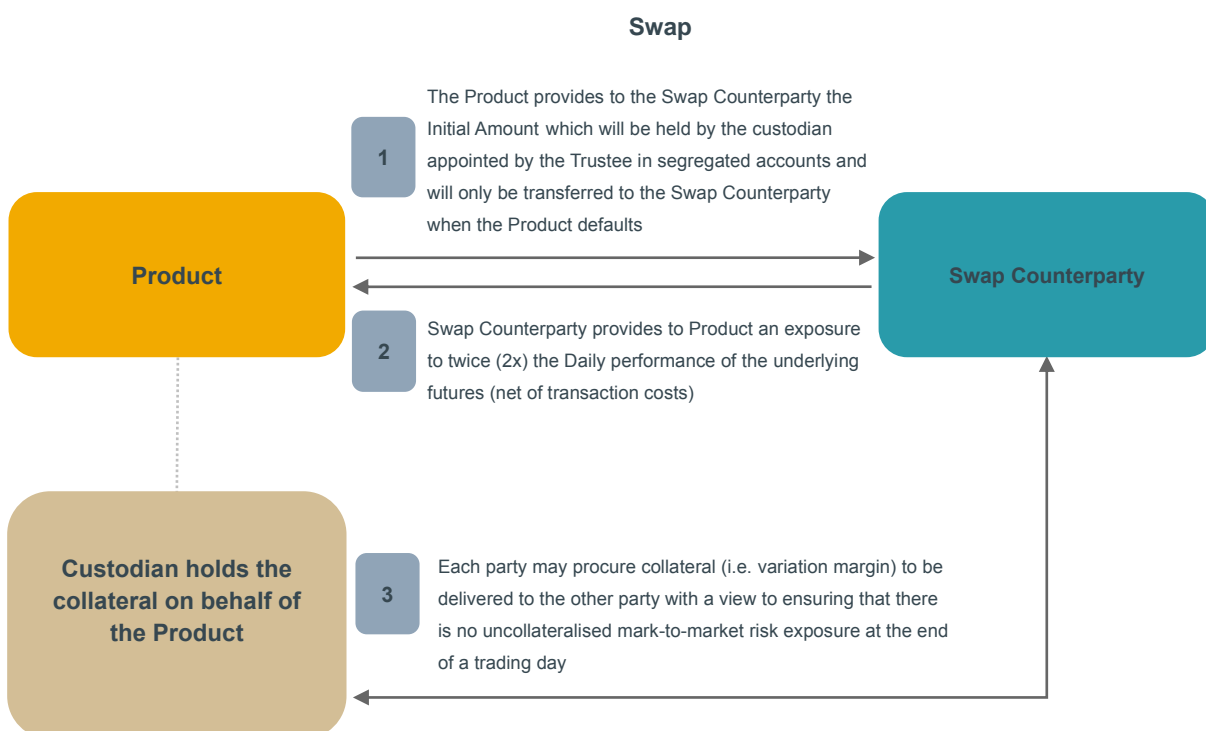 Swap
The Product provides to the Swap Counterparty the
Initial Amount which will be held by the custodian
appointed by the Trustee in segregated accounts and
will only be transferred to the Swap Counterparty
when the Product defaults
1
Product
Swap Counterparty
2
Swap Counterparty provides to Product an exposure
to twice (2x) the Daily performance of the underlying
futures (net of transaction costs)
Custodian holds the
collateral on behalf of
the Product
3
Each party may procure collateral (i.e. variation margin) to be
delivered to the other party with a view to ensuring that there
is no uncollateralised mark-to-market risk exposure at the end
of a trading day